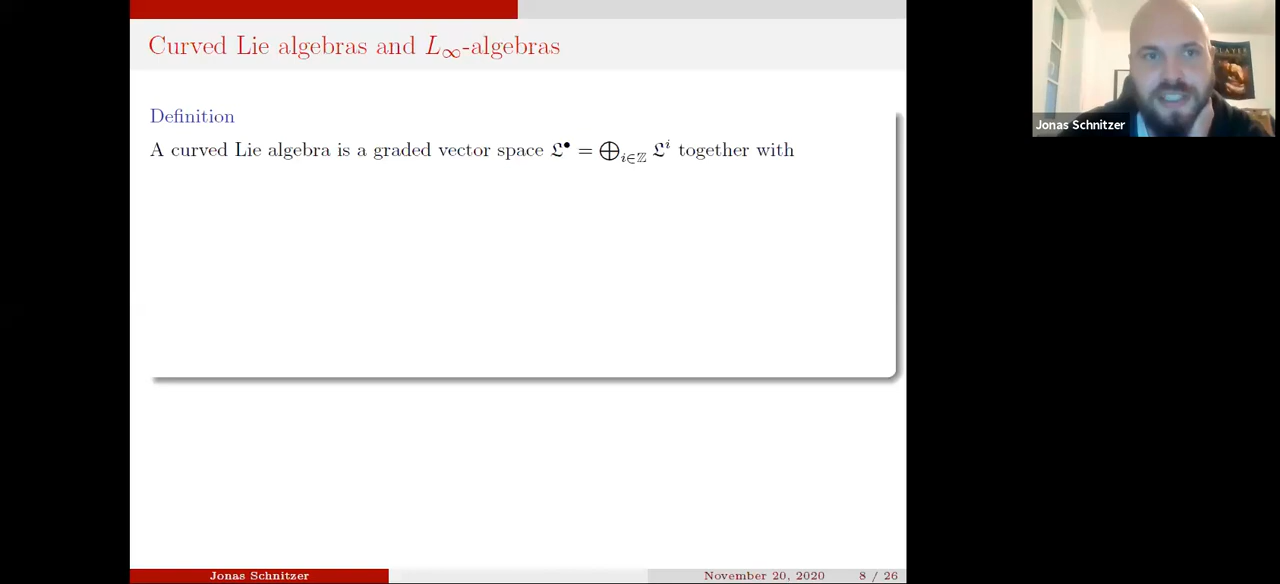 Curved Lie algebras and L∞-algebras
Definition
A curved Lie algebra is a graded vector space 𝔏• = ⨁i∈ℤ 𝔏i together with
Jonas Schnitzer
LAYER
Jonas Schnitzer
November 20, 2020 8 / 26